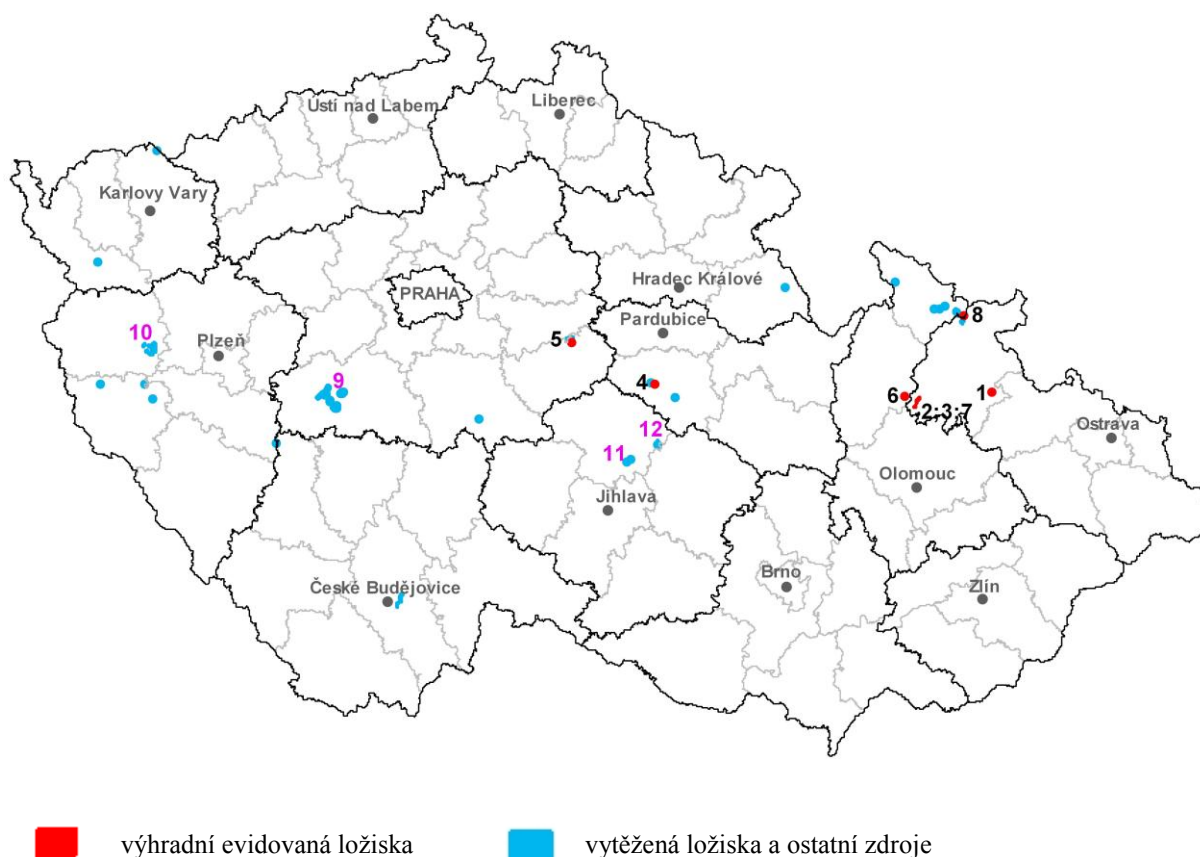 Ústí nad Labem
Liberec
Karlovy Vary
Hradec Králové
PRAHA
Pardubice
8
10
Plzeň
5
9
4
6
1
2;3;7
12
Ostrava
11
Olomouc
Jihlava
Brno
Zlín
České Budějovice
výhradní evidovaná ložiska
vytěžená ložiska a ostatní zdroje